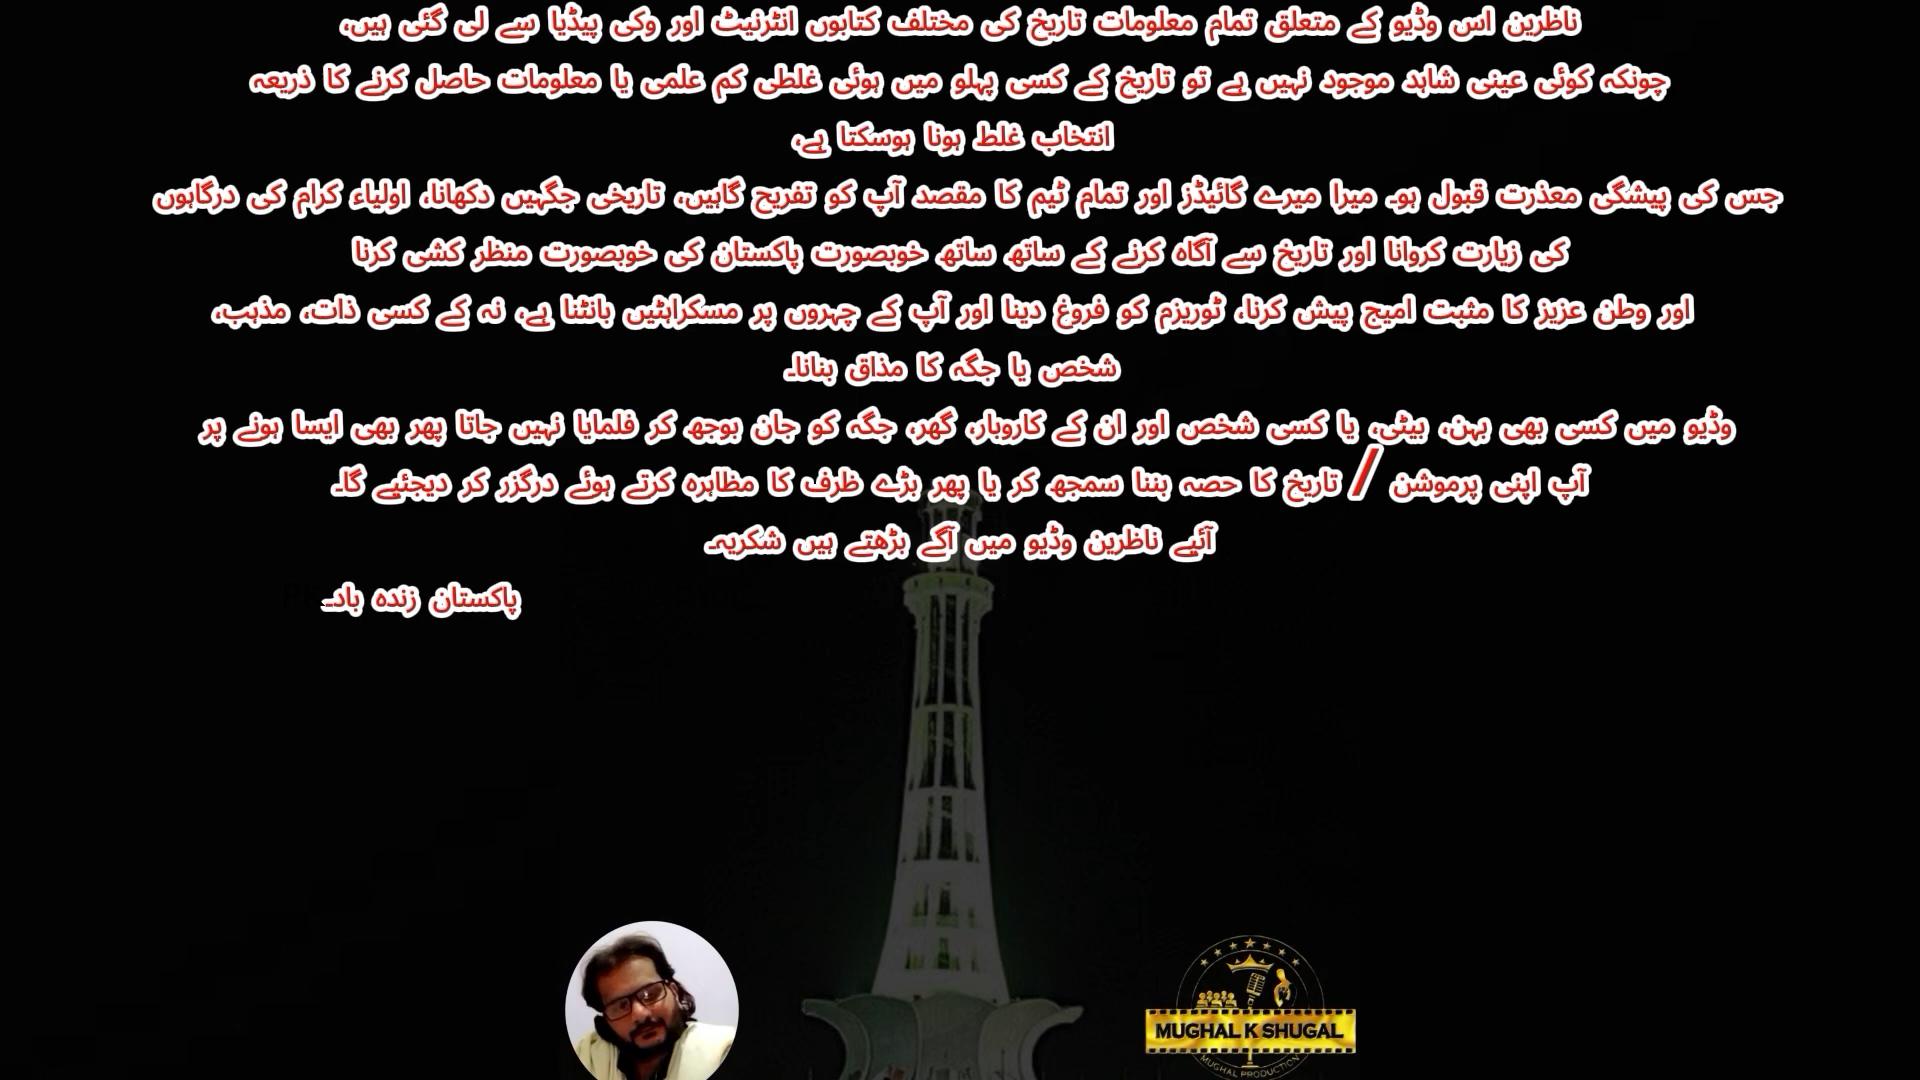 ناظرین اس وڈیو کے متعلق تمام معلومات تاریخ کی مختلف کتابوں انٹرنیٹ اور وکی پیڈیا سے لی گئی ہیں،
چونکہ کوئی عینی شاہد موجود نہیں ہے تو تاریخ کے کسی پہلو میں ہوئی غلطی کم علمی یا معلومات حاصل کرنے کا ذریعہ
انتخاب غلط ہونا ہوسکتا ہے،
جس کی پیشگی معذرت قبول ہو۔ میرا میرے گائیڈز اور تمام ٹیم کا مقصد آپ کو تفریح گاہیں، تاریخی جگہیں دکھانا، اولیاء کرام کی درگاہوں
کی زیارت کروانا اور تاریخ سے آگاہ کرنے کے ساتھ ساتھ خوبصورت پاکستان کی خوبصورت منظر کشی کرنا
اور وطن عزیز کا مثبت امیج پیش کرنا، ٹوریزم کو فروغ دینا اور آپ کے چہروں پر مسکراہٹیں بانٹنا ہے، نہ کے کسی ذات، مذہب،
شخص یا جگہ کا مذاق بنانا۔
وڈیو میں کسی بھی بہن، بیٹی، یا کسی شخص اور ان کے کاروبار، گھر، جگہ کو جان بوجھ کر فلمایا نہیں جاتا پھر بھی ایسا ہونے پر
آپ اپنی پرموشن / تاریخ کا حصہ بننا سمجھ کر یا پھر بڑے ظرف کا مظاہرہ کرتے ہوئے درگزر کر دیجئیے گا۔
آئیے ناظرین وڈیو میں آگے بڑھتے ہیں شکریہ۔
پاکستان زندہ باد۔
MUGHAL K SHUGAL
MUGHAL PRODUCTION